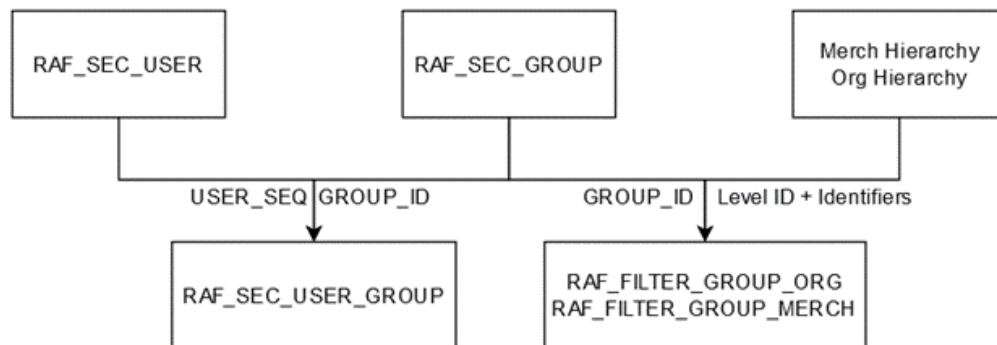 RAF_SEC_USER
RAF_SEC_GROUP
Merch Hierarchy
Org Hierarchy
USER_SEQ GROUP_ID
GROUP_ID Level ID + Identifiers
RAF_SEC_USER_GROUP
RAF_FILTER_GROUP_ORG
RAF_FILTER_GROUP_MERCH